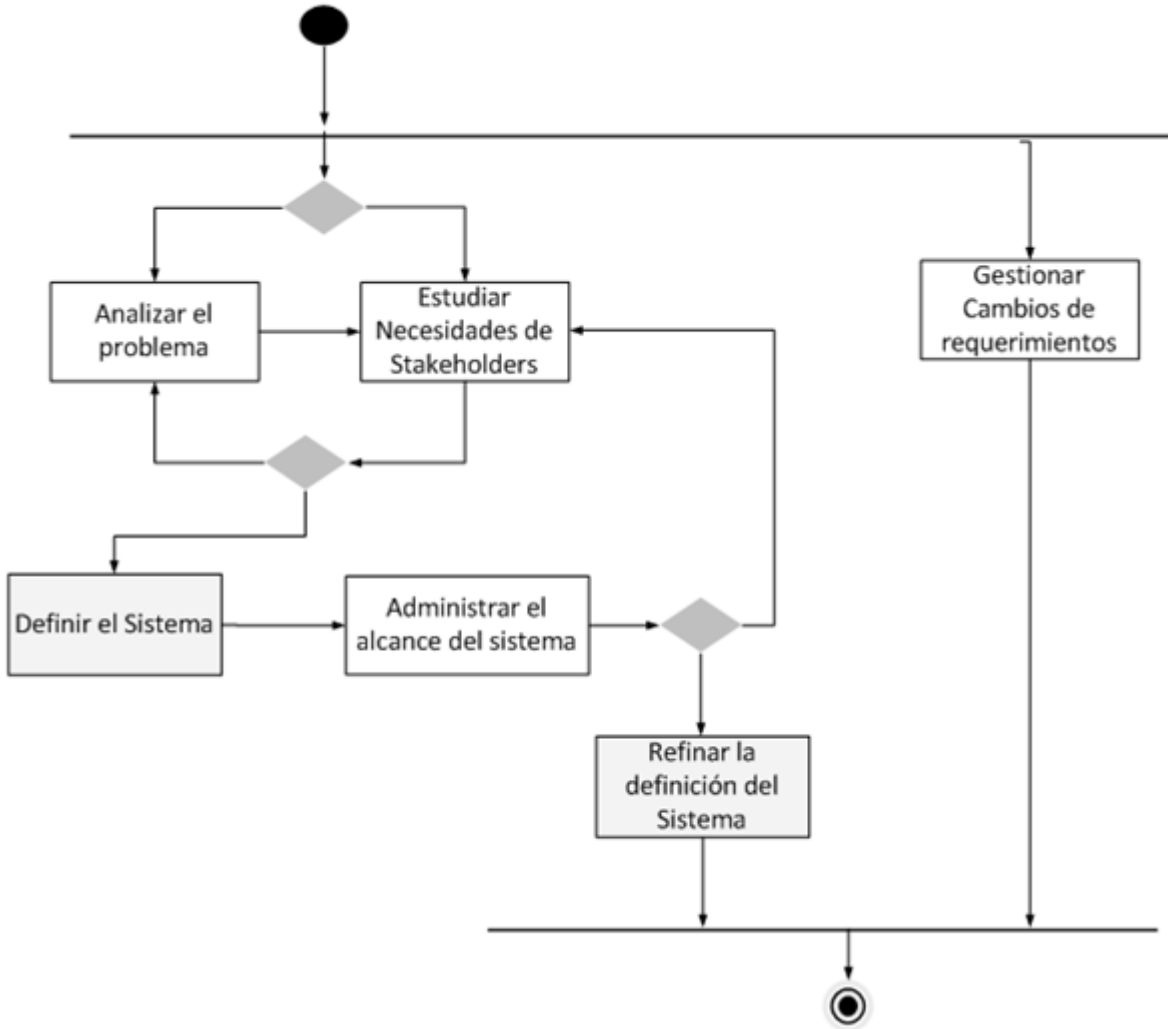 Analizar el
problema
Estudiar
Necesidades de
Stakeholders
Gestionar
Cambios de
requerimientos
Definir el Sistema
Administrar el
alcance del sistema
Refinar la
definición del
Sistema